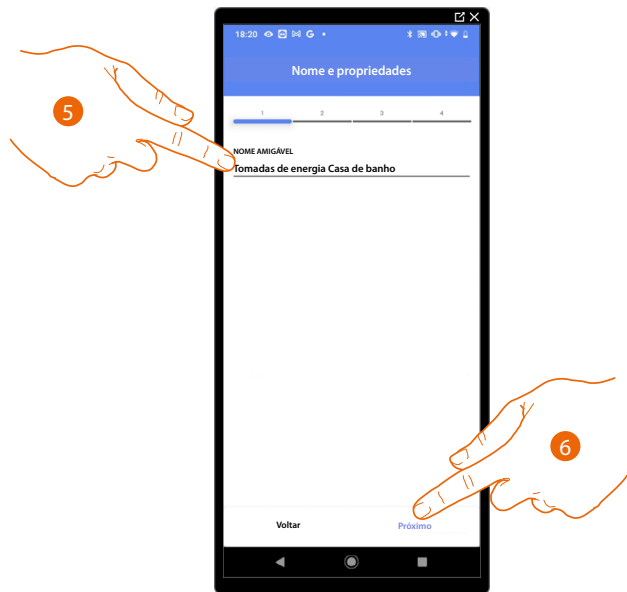 18:20 G
Nome e propriedades
1 2 3 4
NOME AMIGÁVEL
Tomadas de energia Casa de banho
5
6
Voltar Próximo